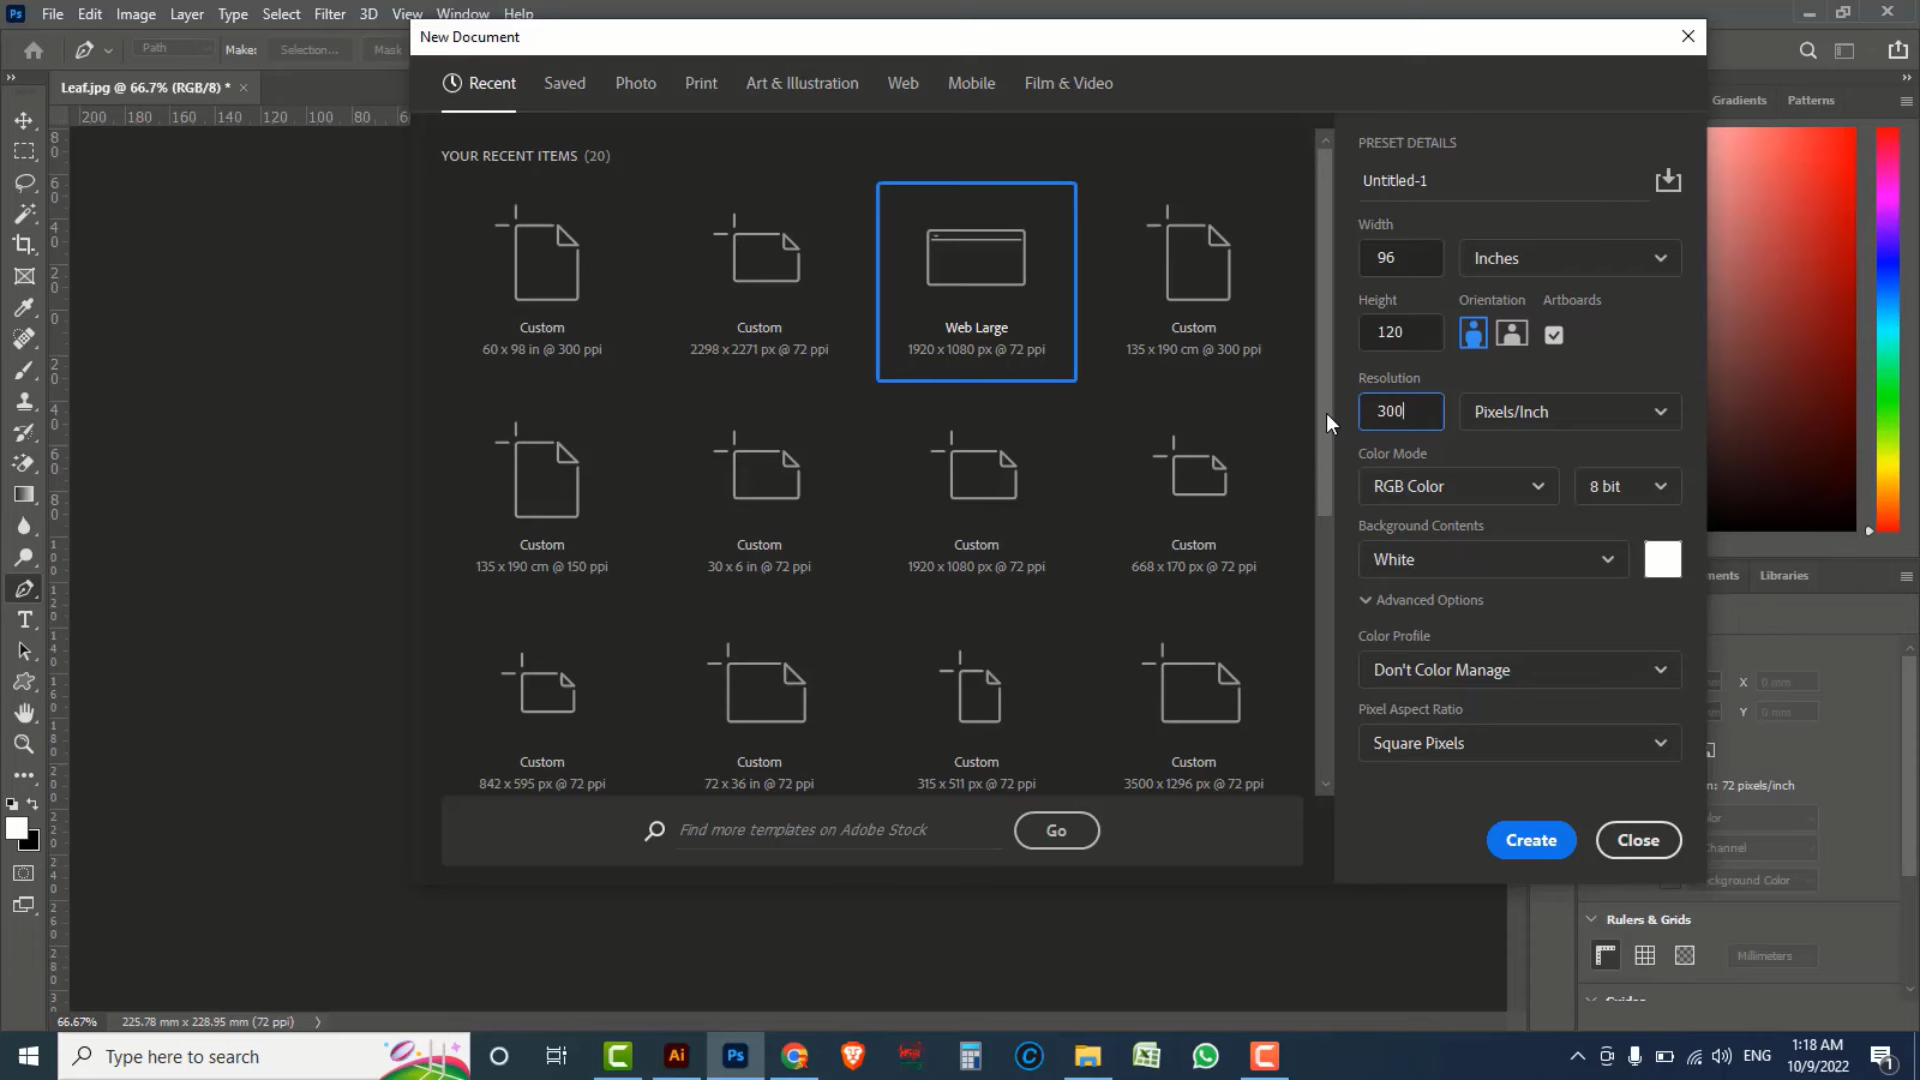 Ps File Edit Image Layer Type Select Filter 3D View Window Help
New Document
Path Make: Selection... Mask
Leaf.jpg @ 66.7% (RGB/8) * ×
Recent Saved Photo Print Art & Illustration Web Mobile Film & Video
Gradients Patterns
200 180 160 140 120 100 80
YOUR RECENT ITEMS (20)
Custom
60 x 98 in @ 300 ppi
Custom
2298 x 2271 px @ 72 ppi
Web Large
1920 x 1080 px @ 72 ppi
Custom
135 x 190 cm @ 300 ppi
Custom
135 x 190 cm @ 150 ppi
Custom
30 x 6 in @ 72 ppi
Custom
1920 x 1080 px @ 72 ppi
Custom
668 x 170 px @ 72 ppi
Custom
842 x 595 px @ 72 ppi
Custom
72 x 36 in @ 72 ppi
Custom
315 x 511 px @ 72 ppi
Custom
3500 x 1296 px @ 72 ppi
Find more templates on Adobe Stock Go
PRESET DETAILS
Untitled-1
Width
96 Inches
Height Orientation Artboards
120
Resolution
300 Pixels/Inch
Color Mode
RGB Color 8 bit
Background Contents
White
Advanced Options
Color Profile
Don't Color Manage
Pixel Aspect Ratio
Square Pixels
Create Close
Libraries
X 0 mm
Y 0 mm
n: 72 pixels/inch
Channel
Color
Rulers & Grids
Millimeters
66.67% 225.78 mm x 228.95 mm (72 ppi)
Type here to search
Ai Ps
ENG
1:18 AM
10/9/2022
1